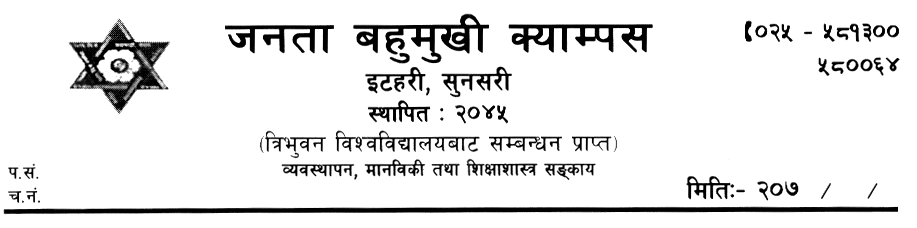 जनता बहुमुखी क्याम्पस
०२५ - ५८१३००
५८००६४
इटहरी, सुनसरी
स्थापित : २०४५
(त्रिभुवन विश्वविद्यालयबाट सम्बन्धन प्राप्त)
व्यवस्थापन, मानविकी तथा शिक्षाशास्त्र सङ्काय
प.सं.
च.नं.
मितिः- २०७ / /